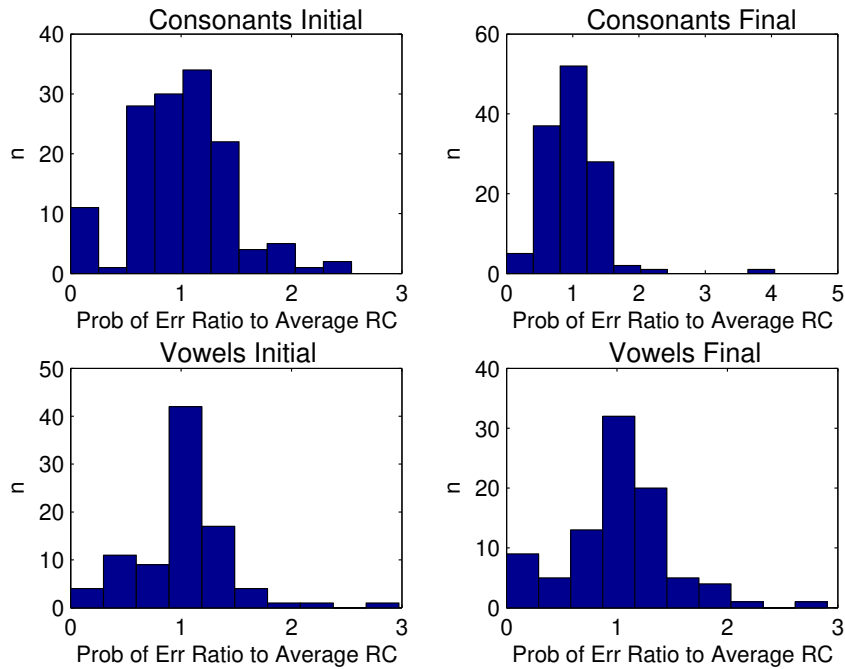 Consonants Initial
40
30
20
10
0
n
0 1 2 3
Prob of Err Ratio to Average RC
Consonants Final
60
40
20
0
n
0 1 2 3 4 5
Prob of Err Ratio to Average RC
Vowels Initial
50
40
30
20
10
0
n
0 1 2 3
Prob of Err Ratio to Average RC
Vowels Final
40
30
20
10
0
n
0 1 2 3
Prob of Err Ratio to Average RC